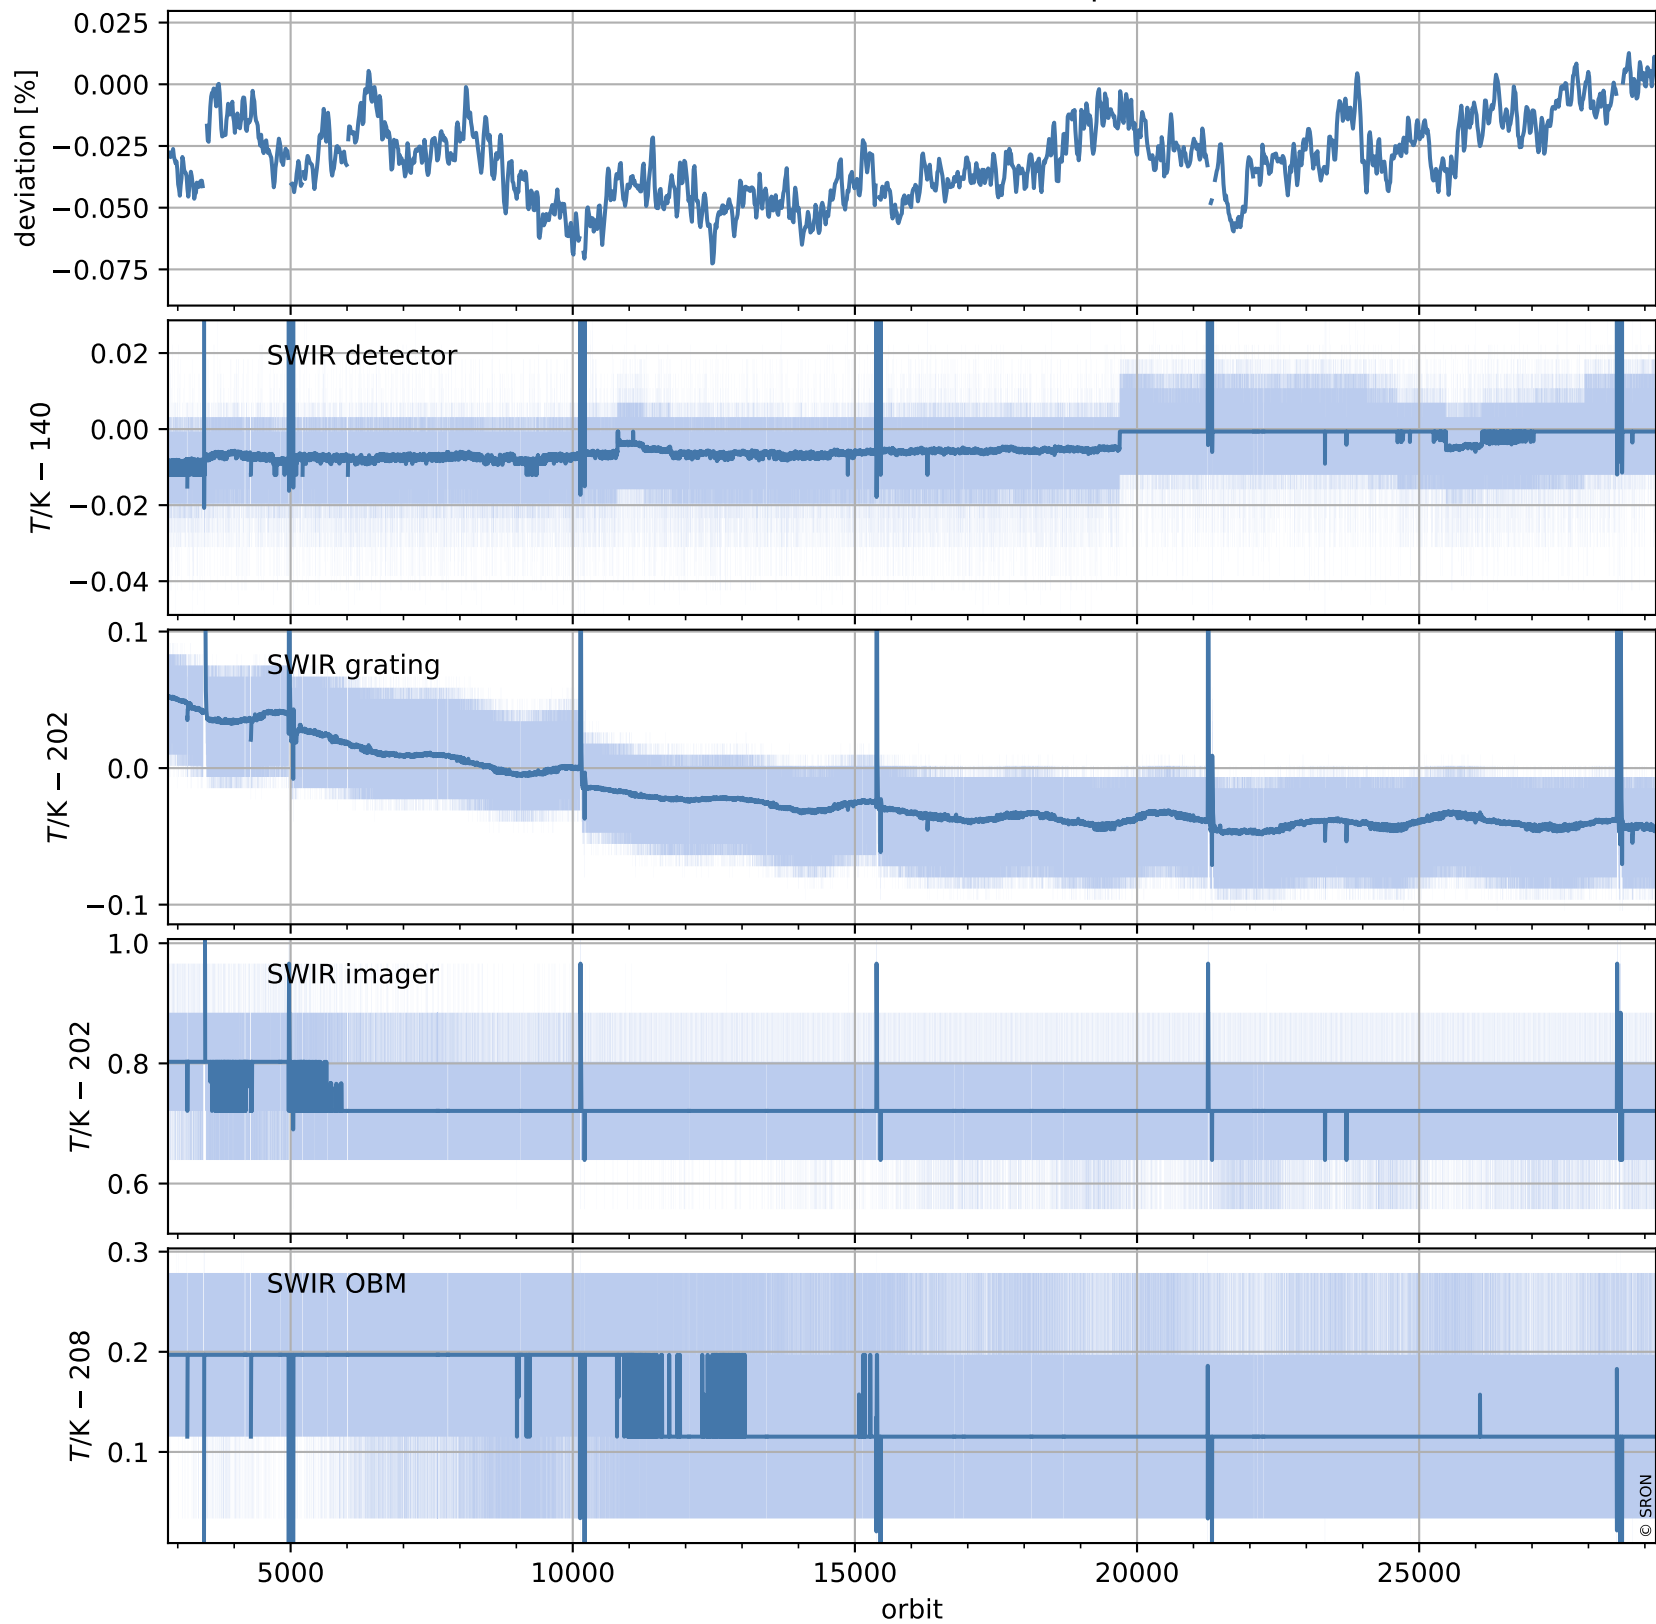 0.025
0.000
−0.025
−0.050
−0.075
deviation [%]
SWIR detector
0.02
0.00
−0.02
−0.04
T/K − 140
SWIR grating
0.1
0.0
−0.1
T/K − 202
SWIR imager
1.0
0.8
0.6
T/K − 202
SWIR OBM
0.3
0.2
0.1
T/K − 208
© SRON
5000 10000 15000 20000 25000
orbit